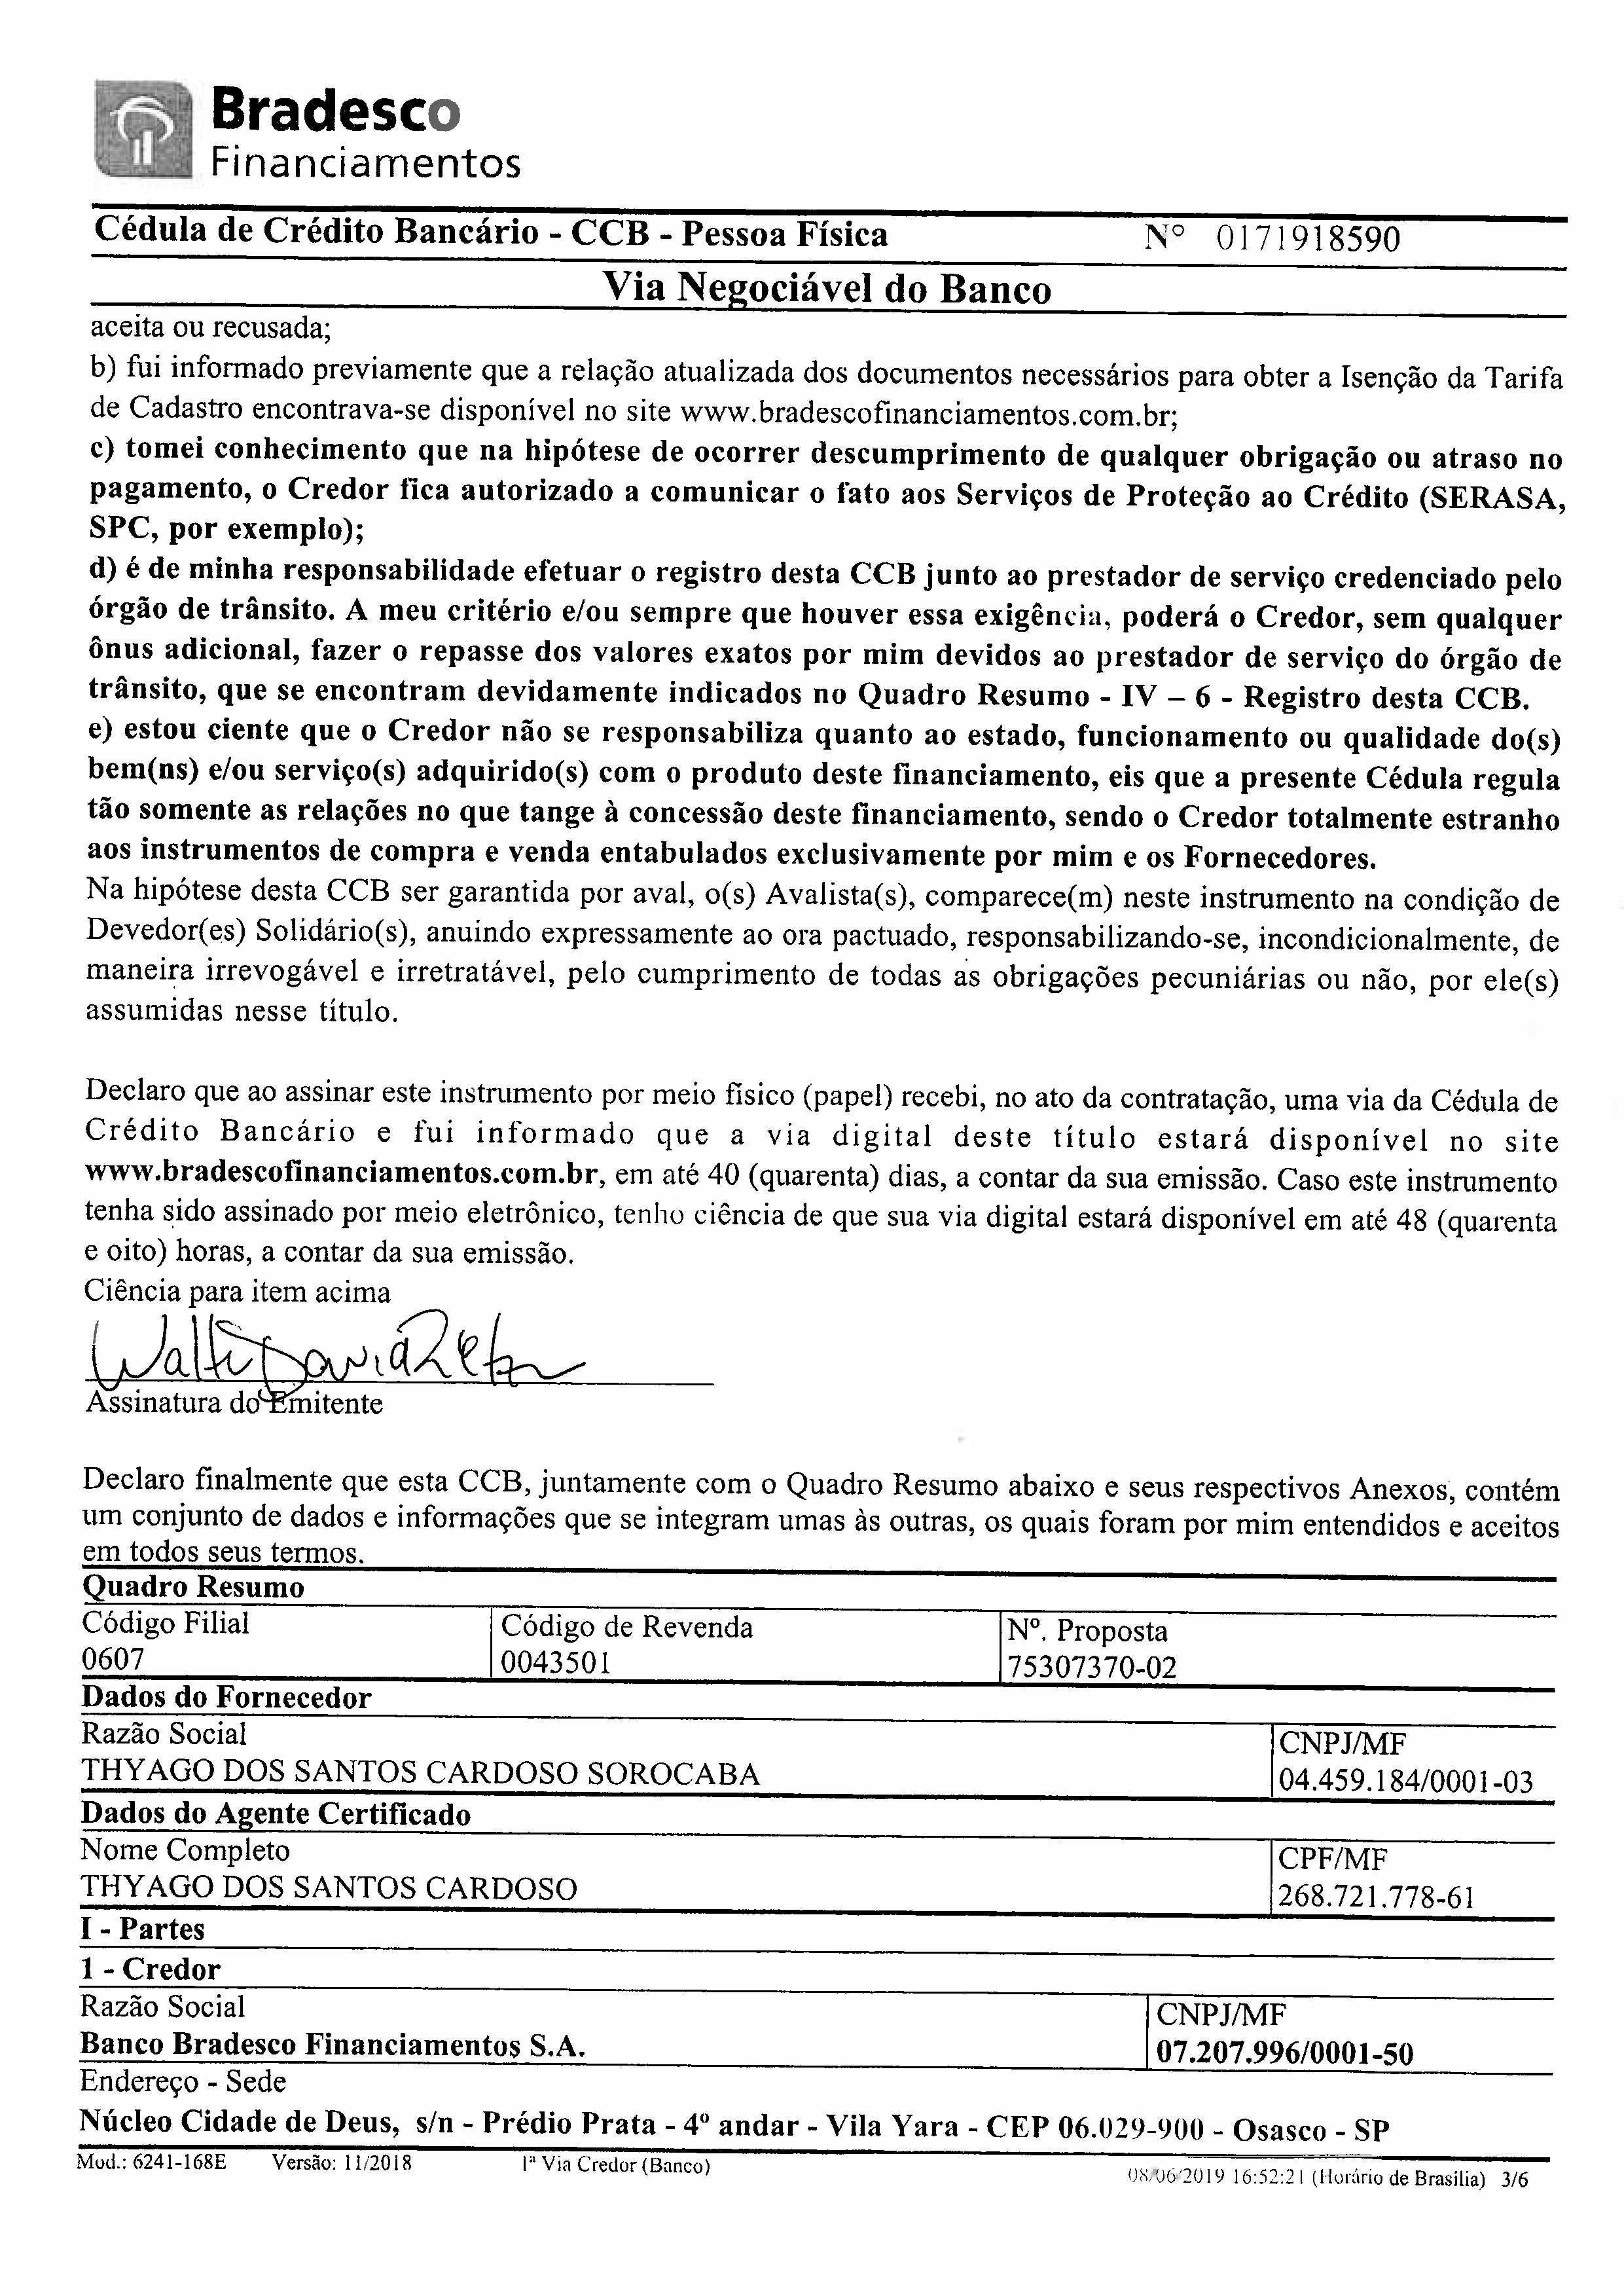 Bradesco
Financiamentos
Cédula de Crédito Bancário - CCB - Pessoa Física Nº 0171918590
Via Negociável do Banco
aceita ou recusada;
b) fui informado previamente que a relação atualizada dos documentos necessários para obter a Isenção da Tarifa
de Cadastro encontrava-se disponível no site www.bradescofinanciamentos.com.br;
c) tomei conhecimento que na hipótese de ocorrer descumprimento de qualquer obrigação ou atraso no
pagamento, o Credor fica autorizado a comunicar o fato aos Serviços de Proteção ao Crédito (SERASA,
SPC, por exemplo);
d) é de minha responsabilidade efetuar o registro desta CCB junto ao prestador de serviço credenciado pelo
órgão de trânsito. A meu critério e/ou sempre que houver essa exigência, poderá o Credor, sem qualquer
ônus adicional, fazer o repasse dos valores exatos por mim devidos ao prestador de serviço do órgão de
trânsito, que se encontram devidamente indicados no Quadro Resumo - IV – 6 - Registro desta CCB.
e) estou ciente que o Credor não se responsabiliza quanto ao estado, funcionamento ou qualidade do(s)
bem(ns) e/ou serviço(s) adquirido(s) com o produto deste financiamento, eis que a presente Cédula regula
tão somente as relações no que tange à concessão deste financiamento, sendo o Credor totalmente estranho
aos instrumentos de compra e venda entabulados exclusivamente por mim e os Fornecedores.
Na hipótese desta CCB ser garantida por aval, o(s) Avalista(s), comparece(m) neste instrumento na condição de
Devedor(es) Solidário(s), anuindo expressamente ao ora pactuado, responsabilizando-se, incondicionalmente, de
maneira irrevogável e irretratável, pelo cumprimento de todas as obrigações pecuniárias ou não, por ele(s)
assumidas nesse título.
Declaro que ao assinar este instrumento por meio físico (papel) recebi, no ato da contratação, uma via da Cédula de
Crédito Bancário e fui informado que a via digital deste título estará disponível no site
www.bradescofinanciamentos.com.br, em até 40 (quarenta) dias, a contar da sua emissão. Caso este instrumento
tenha sido assinado por meio eletrônico, tenho ciência de que sua via digital estará disponível em até 48 (quarenta
e oito) horas, a contar da sua emissão.
Ciência para item acima
Assinatura do Emitente
Declaro finalmente que esta CCB, juntamente com o Quadro Resumo abaixo e seus respectivos Anexos, contém
um conjunto de dados e informações que se integram umas às outras, os quais foram por mim entendidos e aceitos
em todos seus termos.
Quadro Resumo
Código Filial Código de Revenda Nº. Proposta
0607 0043501 75307370-02
Dados do Fornecedor
Razão Social CNPJ/MF
THYAGO DOS SANTOS CARDOSO SOROCABA 04.459.184/0001-03
Dados do Agente Certificado
Nome Completo CPF/MF
THYAGO DOS SANTOS CARDOSO 268.721.778-61
I - Partes
1 - Credor
Razão Social CNPJ/MF
Banco Bradesco Financiamentos S.A. 07.207.996/0001-50
Endereço - Sede
Núcleo Cidade de Deus, s/n - Prédio Prata - 4º andar - Vila Yara - CEP 06.029-900 - Osasco - SP
Mod.: 6241-168E Versão: 11/2018 1ª Via Credor (Banco) 08/06/2019 16:52:21 (Horário de Brasilia) 3/6